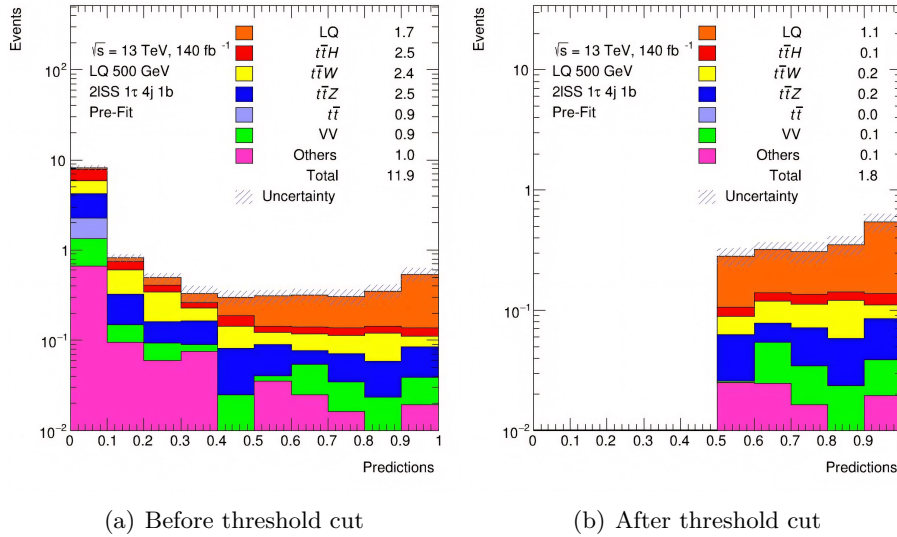 Events
10²
10
1
10⁻¹
10⁻²
√s = 13 TeV, 140 fb ⁻¹
LQ 500 GeV
2lSS 1τ 4j 1b
Pre-Fit
LQ 1.7
tt̄H 2.5
tt̄W 2.4
tt̄Z 2.5
tt̄ 0.9
VV 0.9
Others 1.0
Total 11.9
Uncertainty
0 0.1 0.2 0.3 0.4 0.5 0.6 0.7 0.8 0.9 1
Predictions
(a) Before threshold cut
Events
10
1
10⁻¹
10⁻²
√s = 13 TeV, 140 fb ⁻¹
LQ 500 GeV
2lSS 1τ 4j 1b
Pre-Fit
LQ 1.1
tt̄H 0.1
tt̄W 0.2
tt̄Z 0.2
tt̄ 0.0
VV 0.1
Others 0.1
Total 1.8
Uncertainty
0 0.1 0.2 0.3 0.4 0.5 0.6 0.7 0.8 0.9
Predictions
(b) After threshold cut